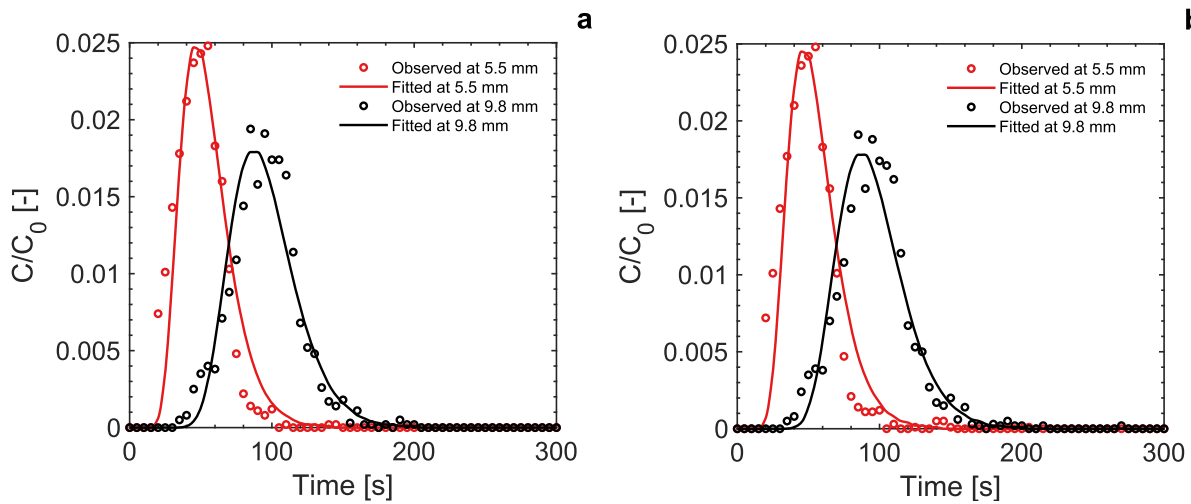 a
0.025
0.02
0.015
0.01
0.005
0
C/C0 [-]
Observed at 5.5 mm
Fitted at 5.5 mm
Observed at 9.8 mm
Fitted at 9.8 mm
0 100 200 300
Time [s]
b
0.025
0.02
0.015
0.01
0.005
0
C/C0 [-]
Observed at 5.5 mm
Fitted at 5.5 mm
Observed at 9.8 mm
Fitted at 9.8 mm
0 100 200 300
Time [s]